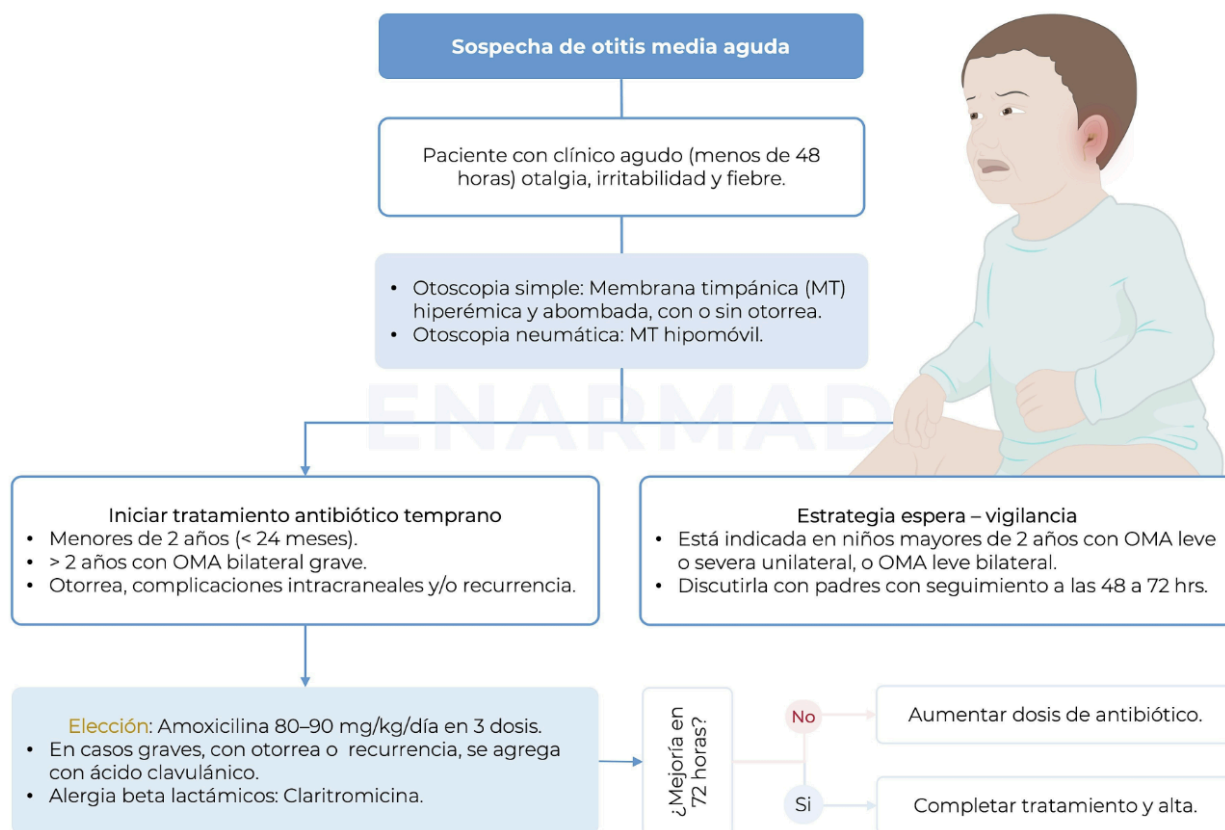 Sospecha de otitis media aguda
Paciente con clínico agudo (menos de 48
horas) otalgia, irritabilidad y fiebre.
• Otoscopia simple: Membrana timpánica (MT)
hiperémica y abombada, con o sin otorrea.
• Otoscopia neumática: MT hipomóvil.
ENARMAD
Iniciar tratamiento antibiótico temprano
• Menores de 2 años (< 24 meses).
• > 2 años con OMA bilateral grave.
• Otorrea, complicaciones intracraneales y/o recurrencia.
Estrategia espera – vigilancia
• Está indicada en niños mayores de 2 años con OMA leve
o severa unilateral, o OMA leve bilateral.
• Discutirla con padres con seguimiento a las 48 a 72 hrs.
Elección: Amoxicilina 80–90 mg/kg/día en 3 dosis.
• En casos graves, con otorrea o recurrencia, se agrega
con ácido clavulánico.
• Alergia beta lactámicos: Claritromicina.
¿Mejoría en
72 horas?
No
Aumentar dosis de antibiótico.
Si
Completar tratamiento y alta.